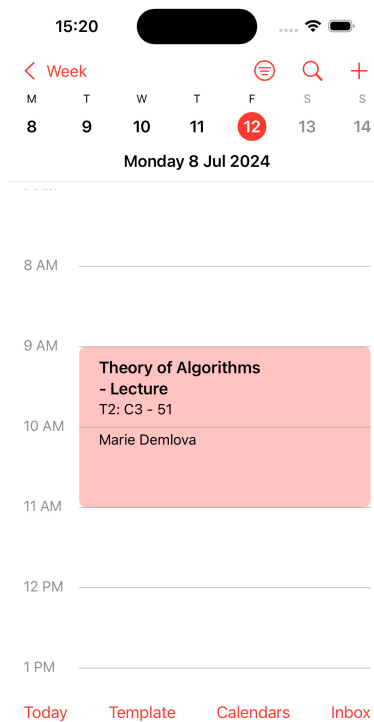 15:20
Week
M T W T F S S
8 9 10 11 12 13 14
Monday 8 Jul 2024
8 AM
9 AM
Theory of Algorithms
- Lecture
T2: C3 - 51
10 AM
Marie Demlova
11 AM
12 PM
1 PM
Today Template Calendars Inbox